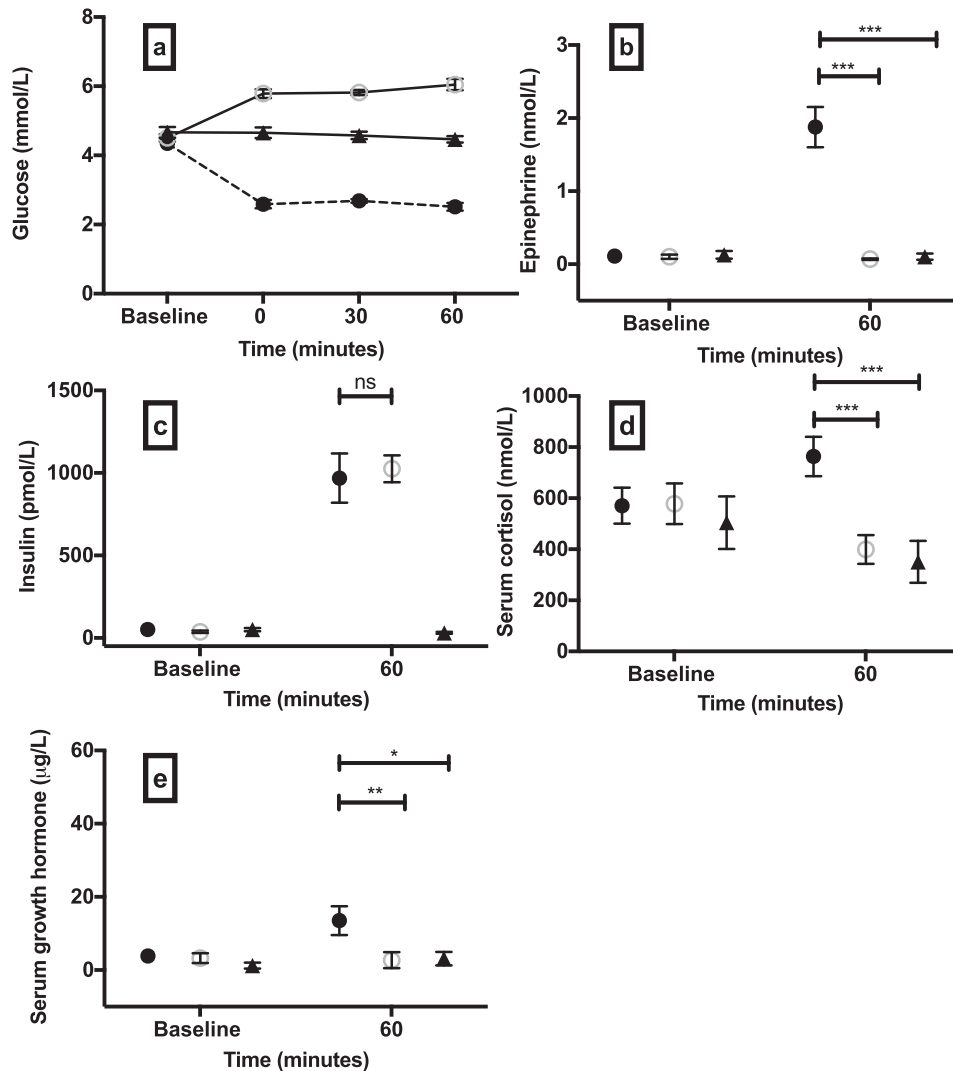 a
Glucose (mmol/L)
8
6
4
2
0
Baseline 0 30 60
Time (minutes)
b
Epinephrine (nmol/L)
3
2
1
0
***
***
Baseline 60
Time (minutes)
c
Insulin (pmol/L)
1500
1000
500
0
ns
Baseline 60
Time (minutes)
d
Serum cortisol (nmol/L)
1000
800
600
400
200
0
***
***
Baseline 60
Time (minutes)
e
Serum growth hormone (μg/L)
60
40
20
0
*
**
Baseline 60
Time (minutes)